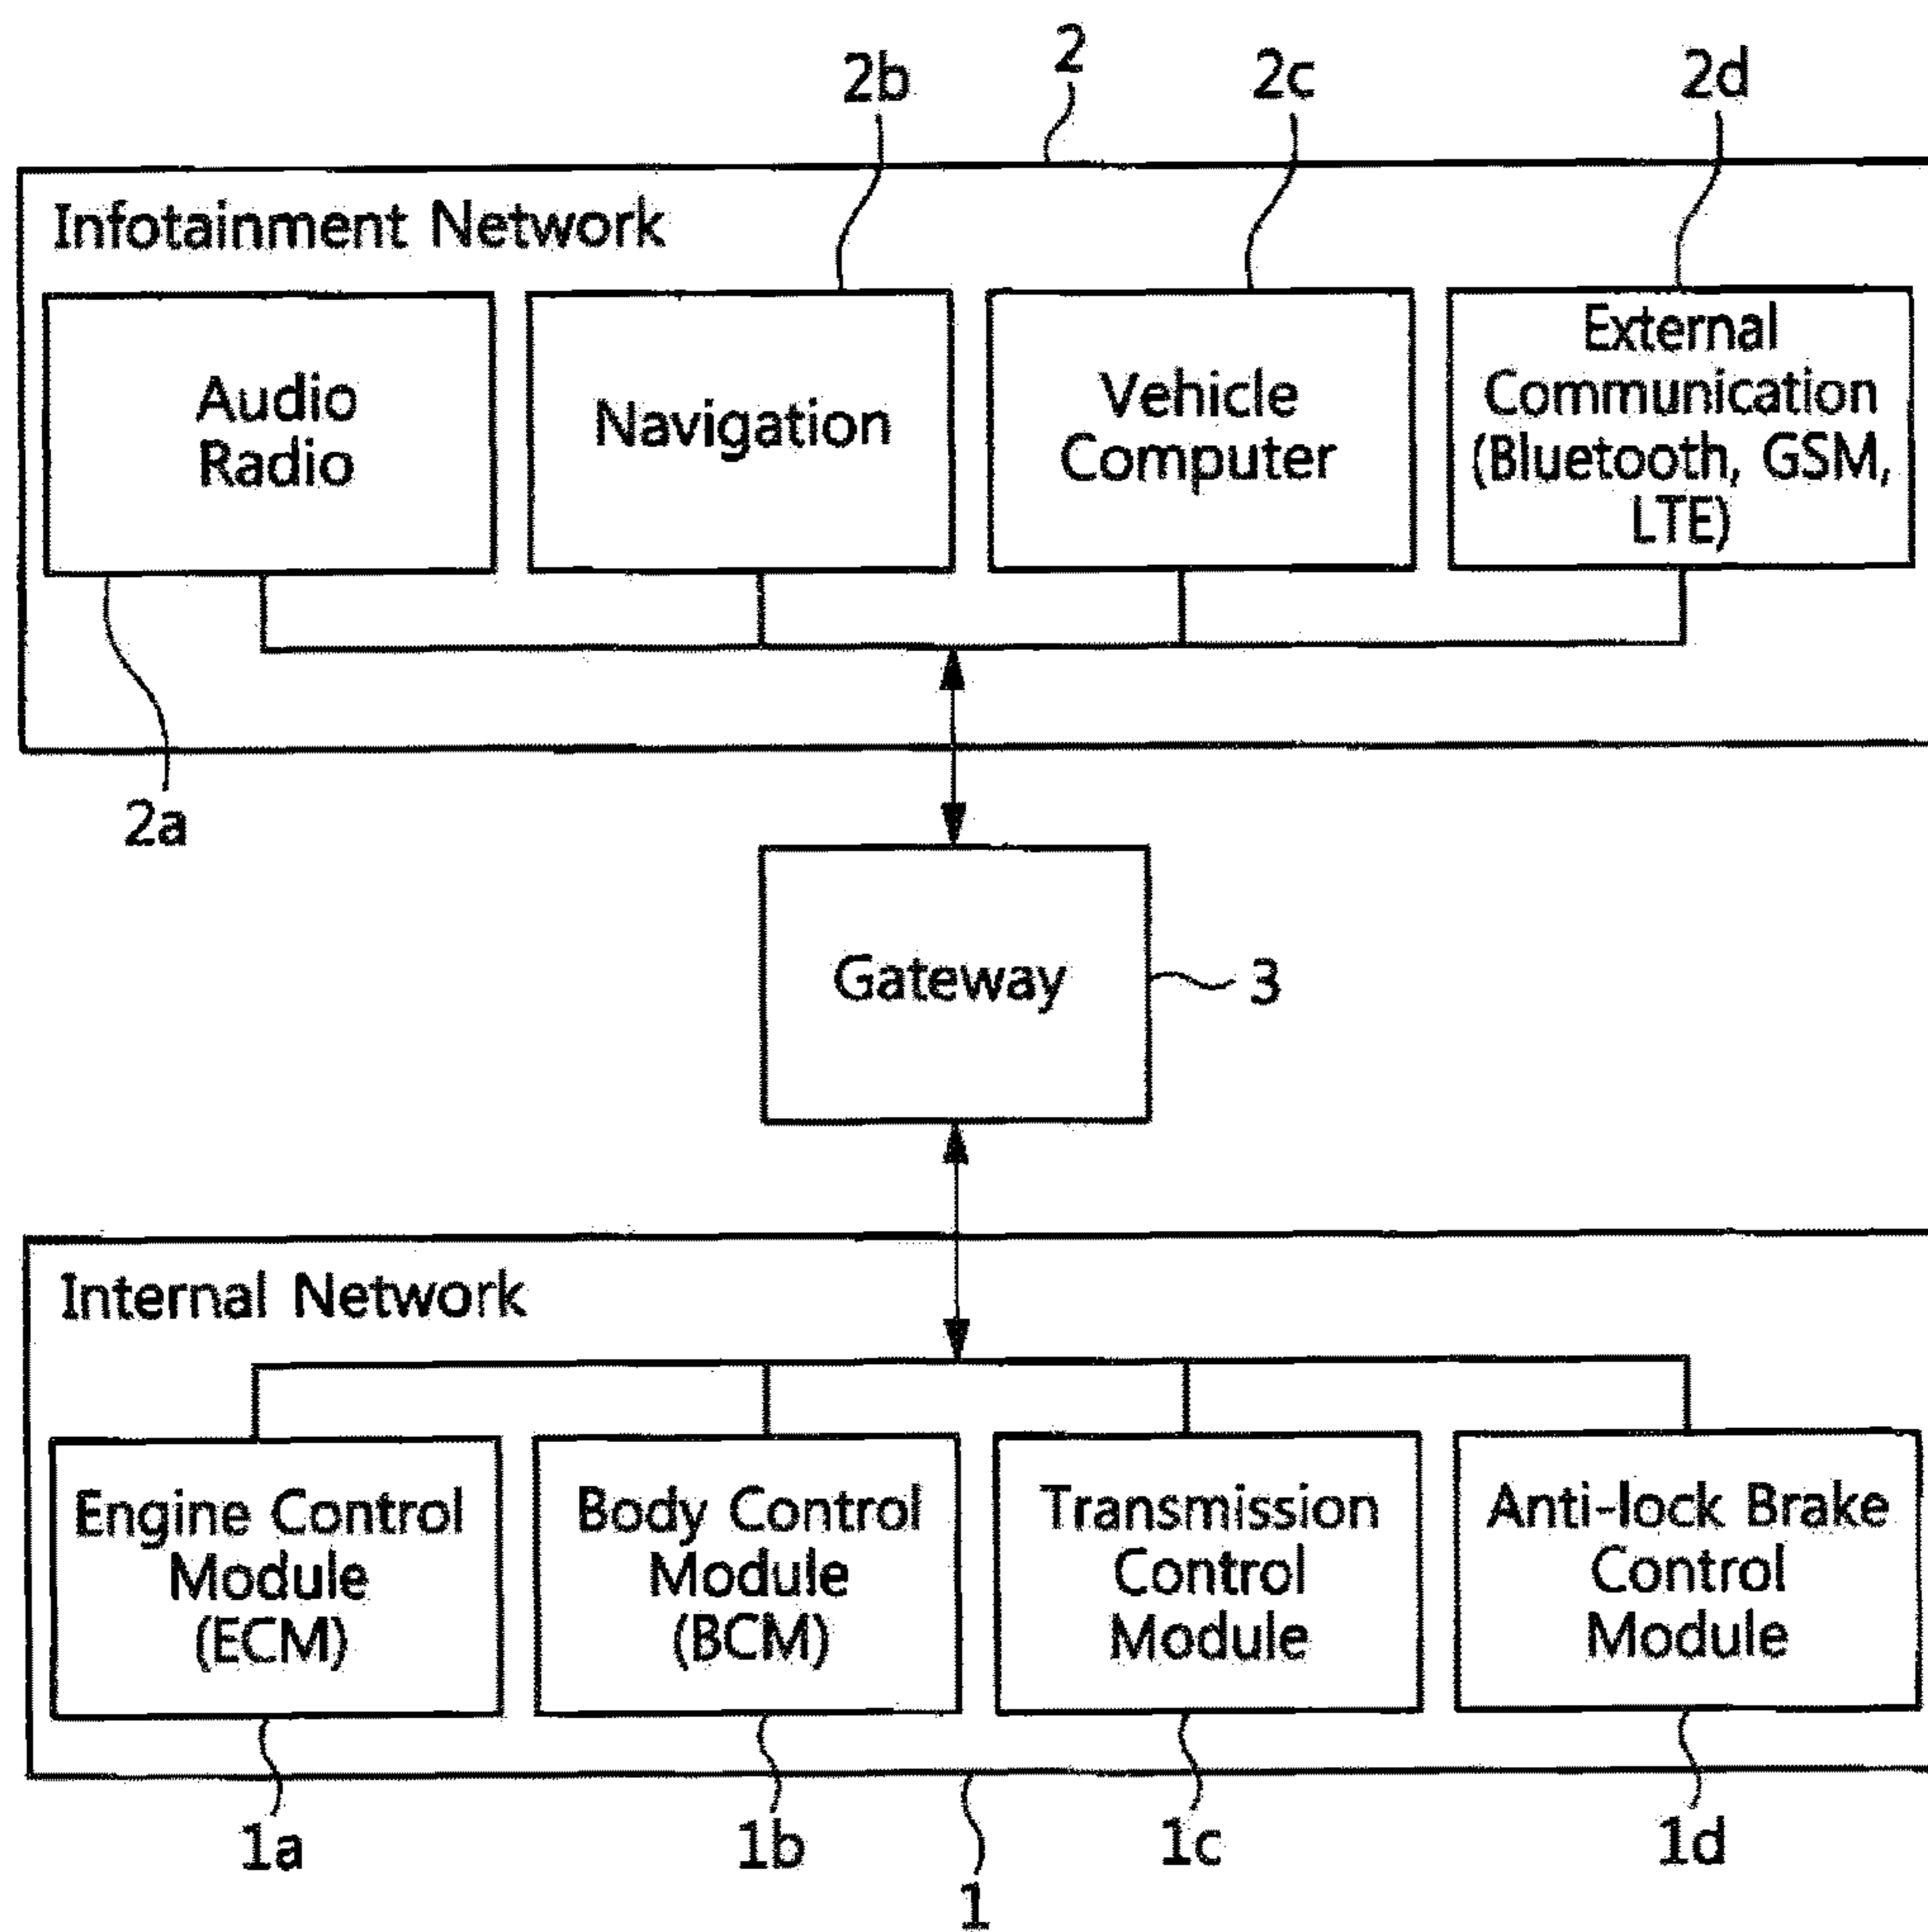 2
2b
2c
2d
Infotainment Network
Audio
Radio
Navigation
Vehicle
Computer
External
Communication
(Bluetooth, GSM,
LTE)
2a
Gateway
3
Internal Network
Engine Control
Module
(ECM)
Body Control
Module
(BCM)
Transmission
Control
Module
Anti-lock Brake
Control
Module
1a
1b
1c
1d
1